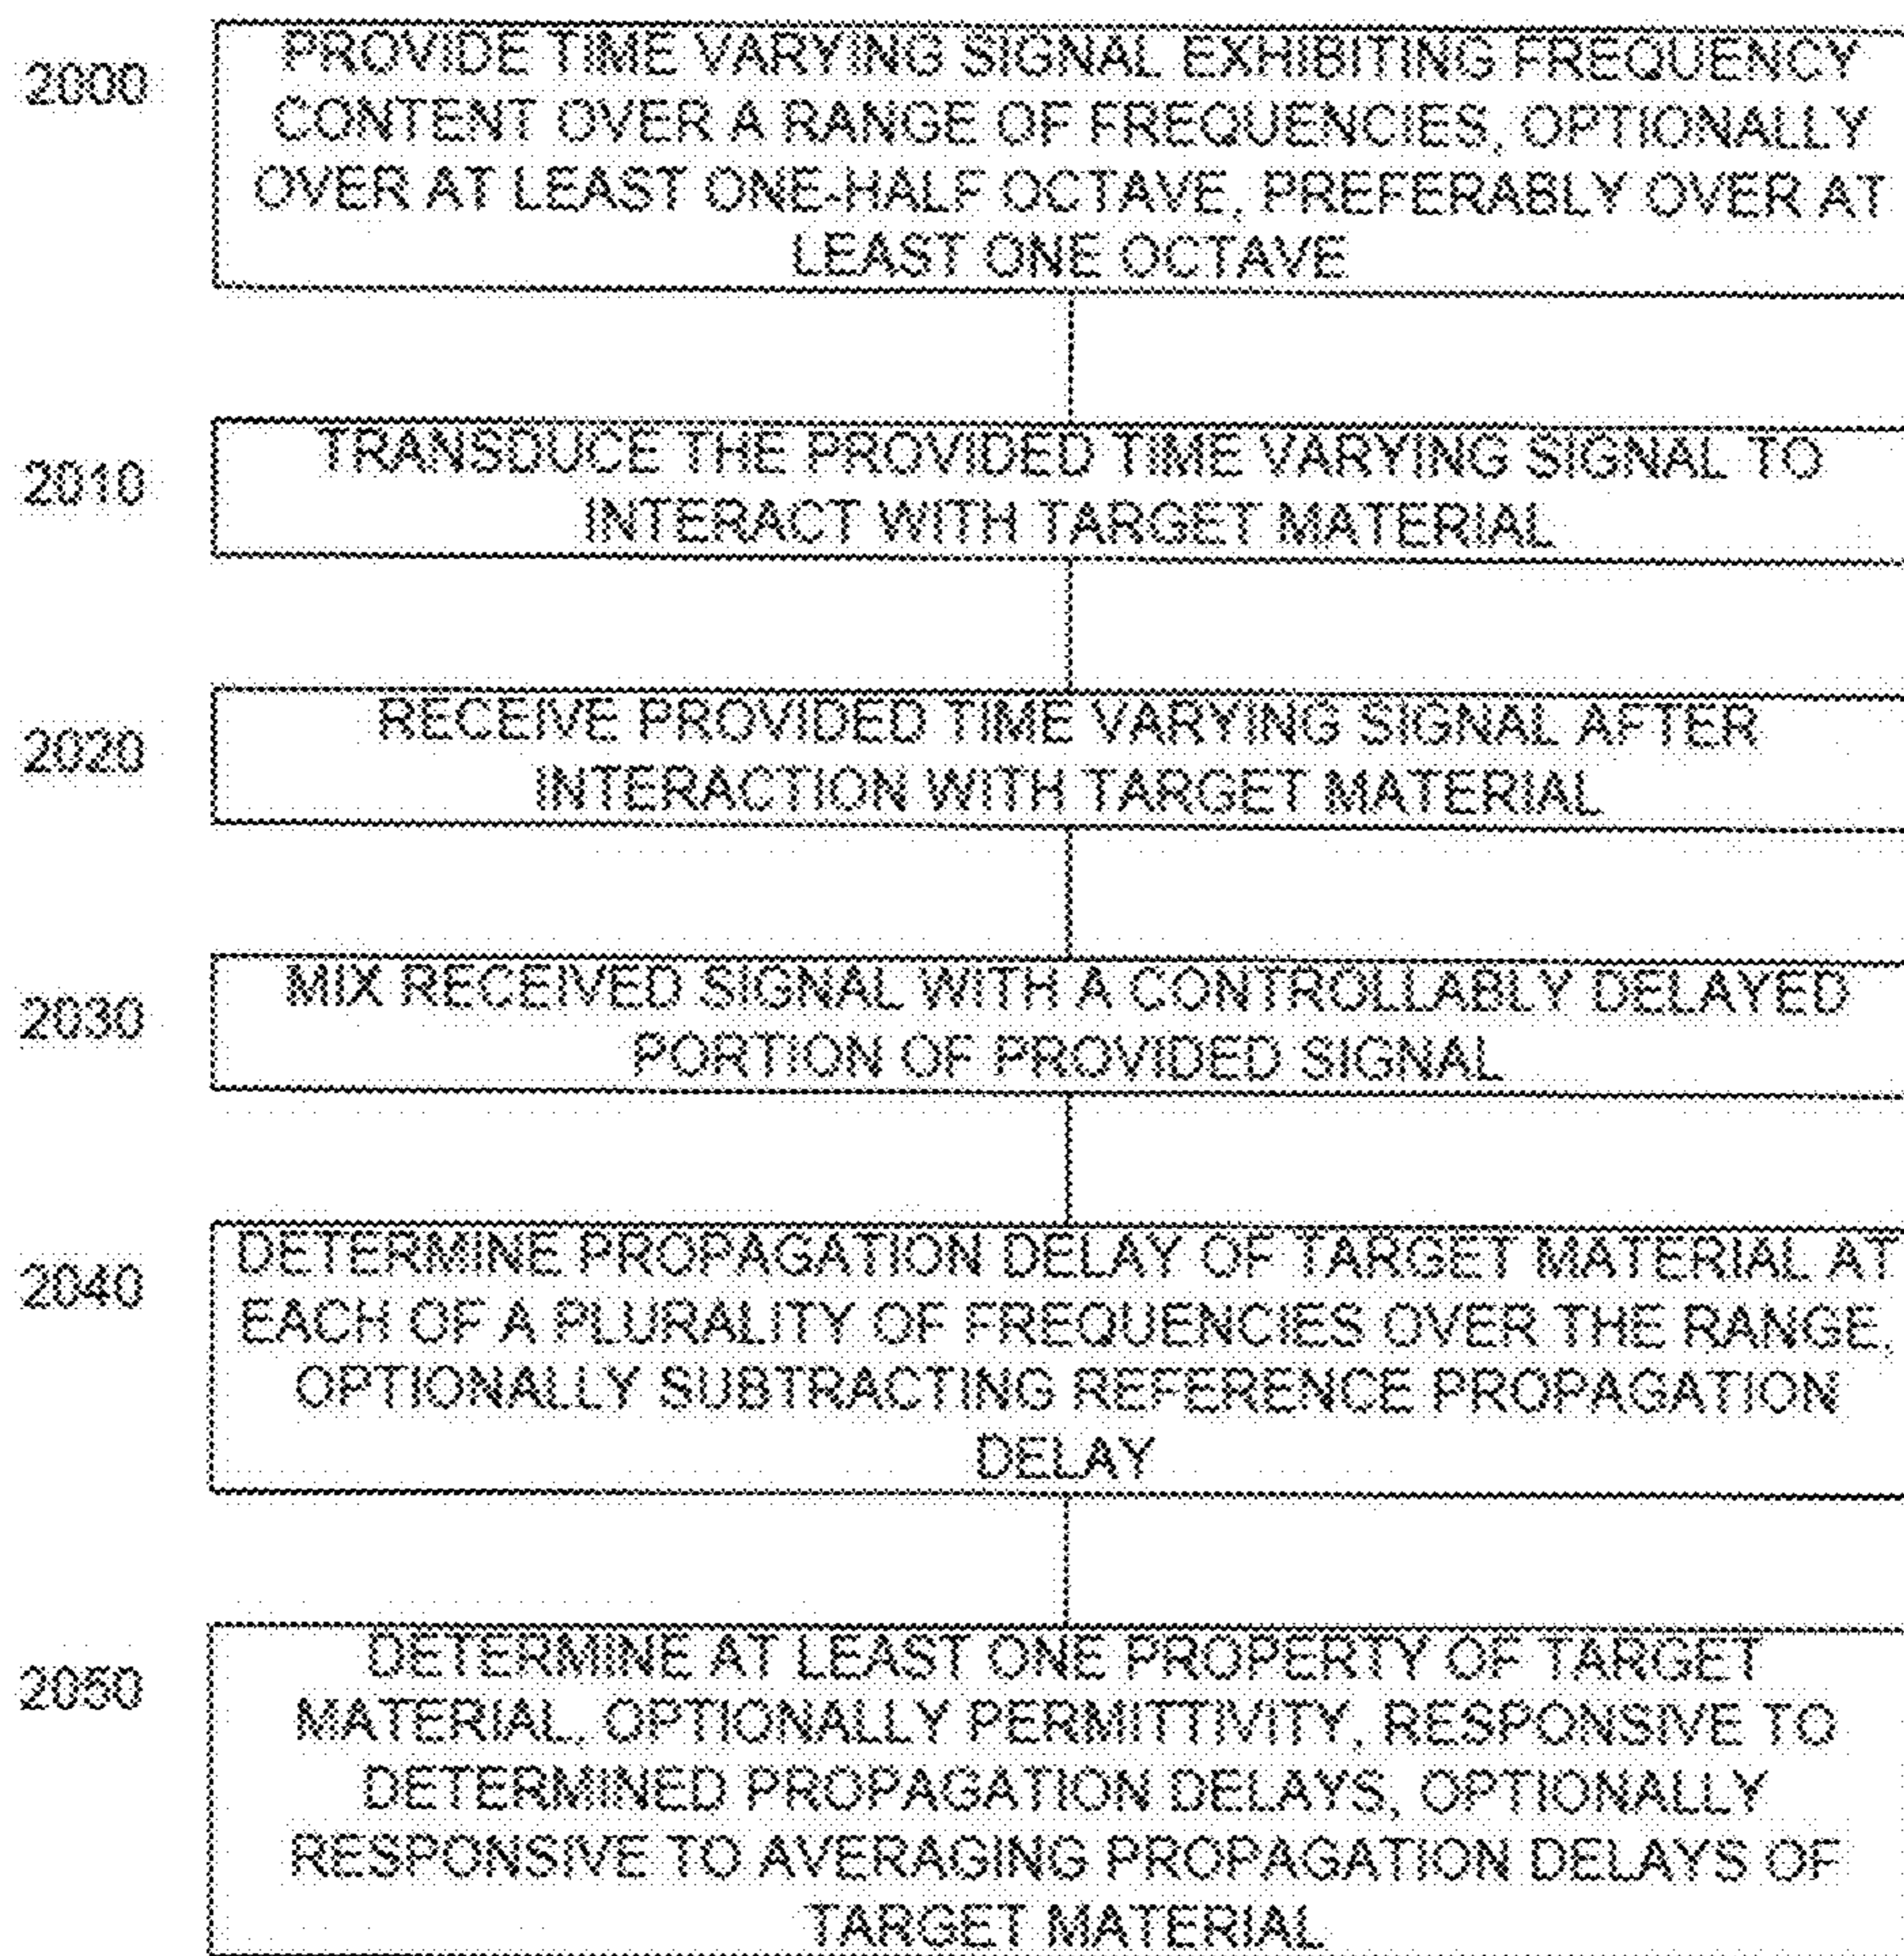 2000
PROVIDE TIME VARYING SIGNAL EXHIBITING FREQUENCY
CONTENT OVER A RANGE OF FREQUENCIES, OPTIONALLY
OVER AT LEAST ONE-HALF OCTAVE, PREFERABLY OVER AT
LEAST ONE OCTAVE
2010
TRANSDUCE THE PROVIDED TIME VARYING SIGNAL TO
INTERACT WITH TARGET MATERIAL
2020
RECEIVE PROVIDED TIME VARYING SIGNAL AFTER
INTERACTION WITH TARGET MATERIAL
2030
MIX RECEIVED SIGNAL WITH A CONTROLLABLY DELAYED
PORTION OF PROVIDED SIGNAL
2040
DETERMINE PROPAGATION DELAY OF TARGET MATERIAL AT
EACH OF A PLURALITY OF FREQUENCIES OVER THE RANGE,
OPTIONALLY SUBTRACTING REFERENCE PROPAGATION
DELAY
2050
DETERMINE AT LEAST ONE PROPERTY OF TARGET
MATERIAL, OPTIONALLY PERMITTIVITY, RESPONSIVE TO
DETERMINED PROPAGATION DELAYS, OPTIONALLY
RESPONSIVE TO AVERAGING PROPAGATION DELAYS OF
TARGET MATERIAL